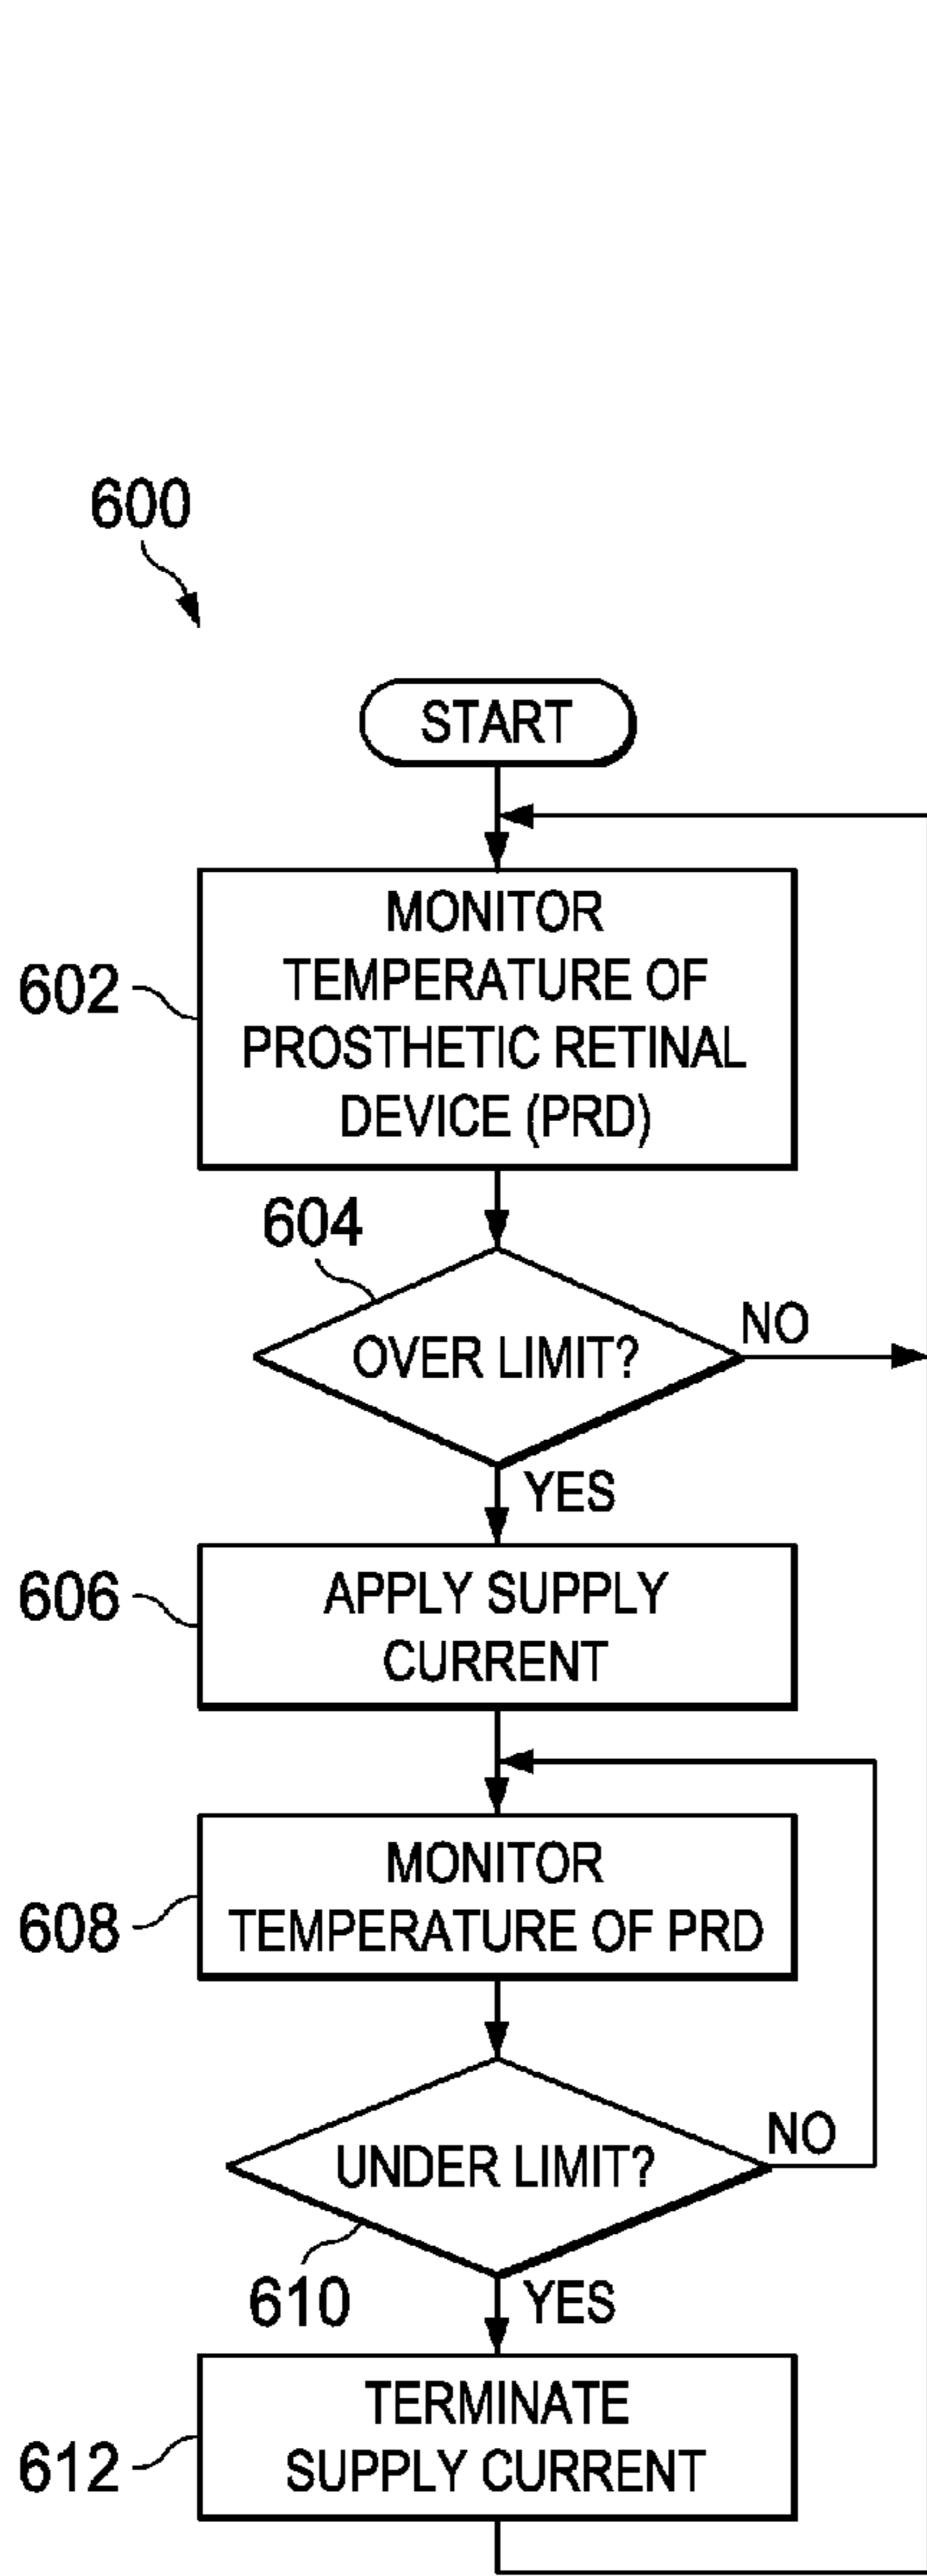 600
START
MONITOR
TEMPERATURE OF
PROSTHETIC RETINAL
DEVICE (PRD)
602
604
OVER LIMIT?
NO
YES
606
APPLY SUPPLY
CURRENT
MONITOR
TEMPERATURE OF PRD
608
UNDER LIMIT?
NO
610
YES
TERMINATE
SUPPLY CURRENT
612